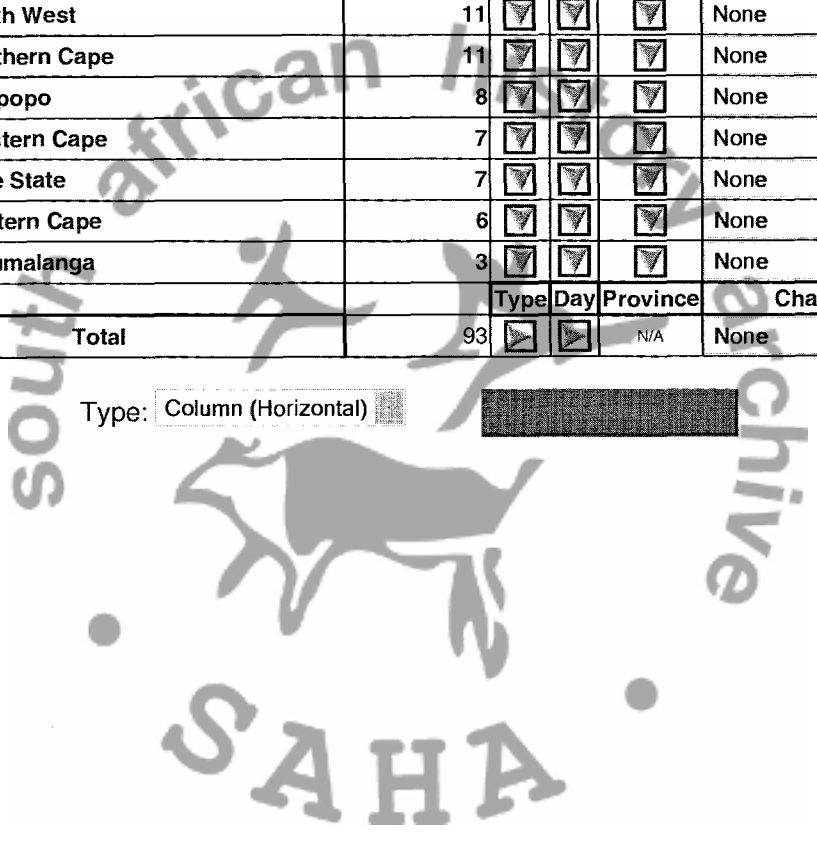 th West 11 None
thern Cape 11 None
popo 8 None
tern Cape 7 None
State 7 None
tern Cape 6 None
umalanga 3 None
Type Day Province Cha
Total 93 N/A None
Type: Column (Horizontal)
south african history archive
SAHA